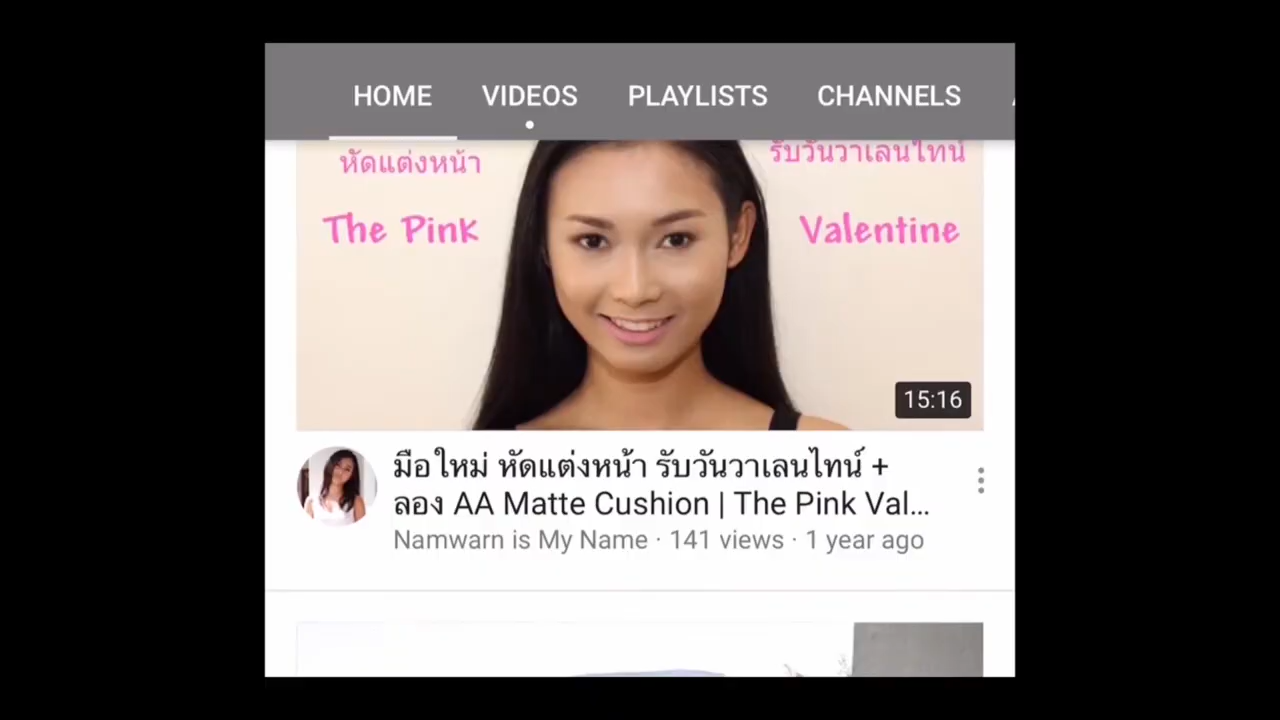 HOME VIDEOS PLAYLISTS CHANNELS
หัดแต่งหน้า รับวันวาเลนไทน์
The Pink Valentine
15:16
มือใหม่ หัดแต่งหน้า รับวันวาเลนไทน์ +
ลอง AA Matte Cushion | The Pink Val...
Namwarn is My Name · 141 views · 1 year ago